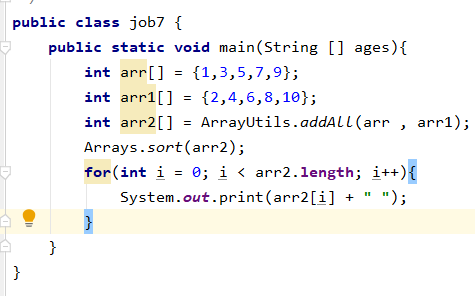 public class job7 {
public static void main(String [] ages){
int arr[] = {1,3,5,7,9};
int arr1[] = {2,4,6,8,10};
int arr2[] = ArrayUtils.addAll(arr , arr1);
Arrays.sort(arr2);
for(int i = 0; i < arr2.length; i++){
System.out.print(arr2[i] + " ");
}
}
}